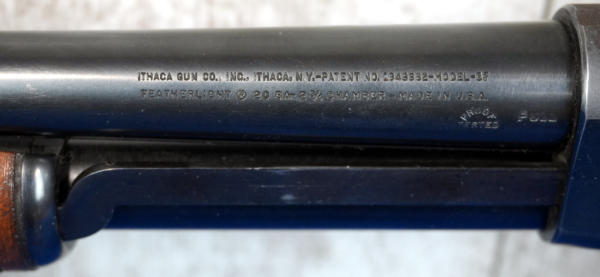 ITHACA GUN CO., INC., ITHACA, N.Y.-PATENT NO. 1948882-MODEL-37
FEATHERLIGHT ® 20 GA-2 ¾ CHAMBER - MADE IN U.S.A.
PROOF
TESTED
FULL